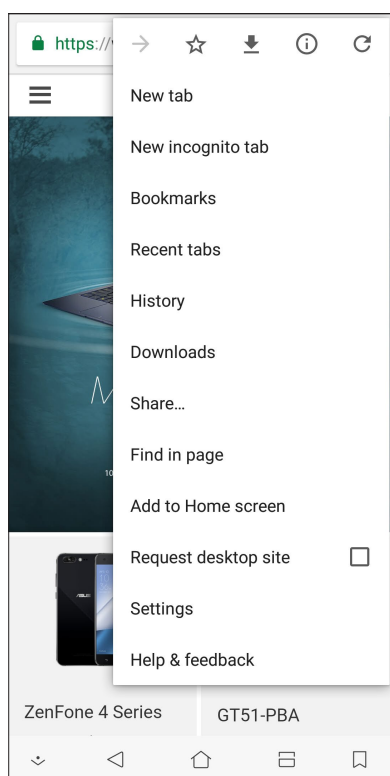 https://
New tab
New incognito tab
Bookmarks
Recent tabs
History
Downloads
Share...
Find in page
Add to Home screen
Request desktop site
Settings
Help & feedback
10
ZenFone 4 Series
GT51-PBA